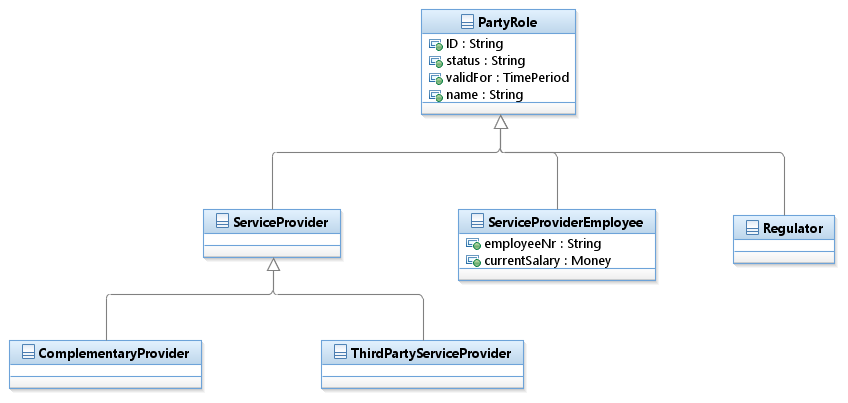 PartyRole
ID : String
status : String
validFor : TimePeriod
name : String
ServiceProvider
ServiceProviderEmployee
employeeNr : String
currentSalary : Money
Regulator
ComplementaryProvider
ThirdPartyServiceProvider